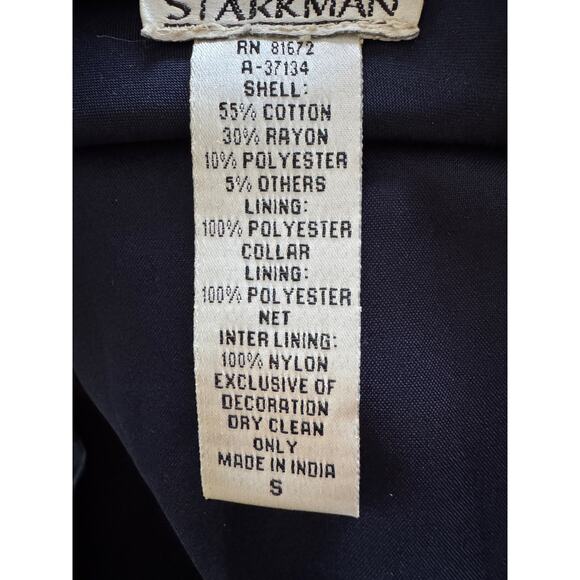 STARKMAN
RN 81672
A-37134
SHELL:
55% COTTON
30% RAYON
10% POLYESTER
5% OTHERS
LINING:
100% POLYESTER
COLLAR
LINING:
100% POLYESTER
NET
INTER LINING:
100% NYLON
EXCLUSIVE OF
DECORATION
DRY CLEAN
ONLY
MADE IN INDIA
S